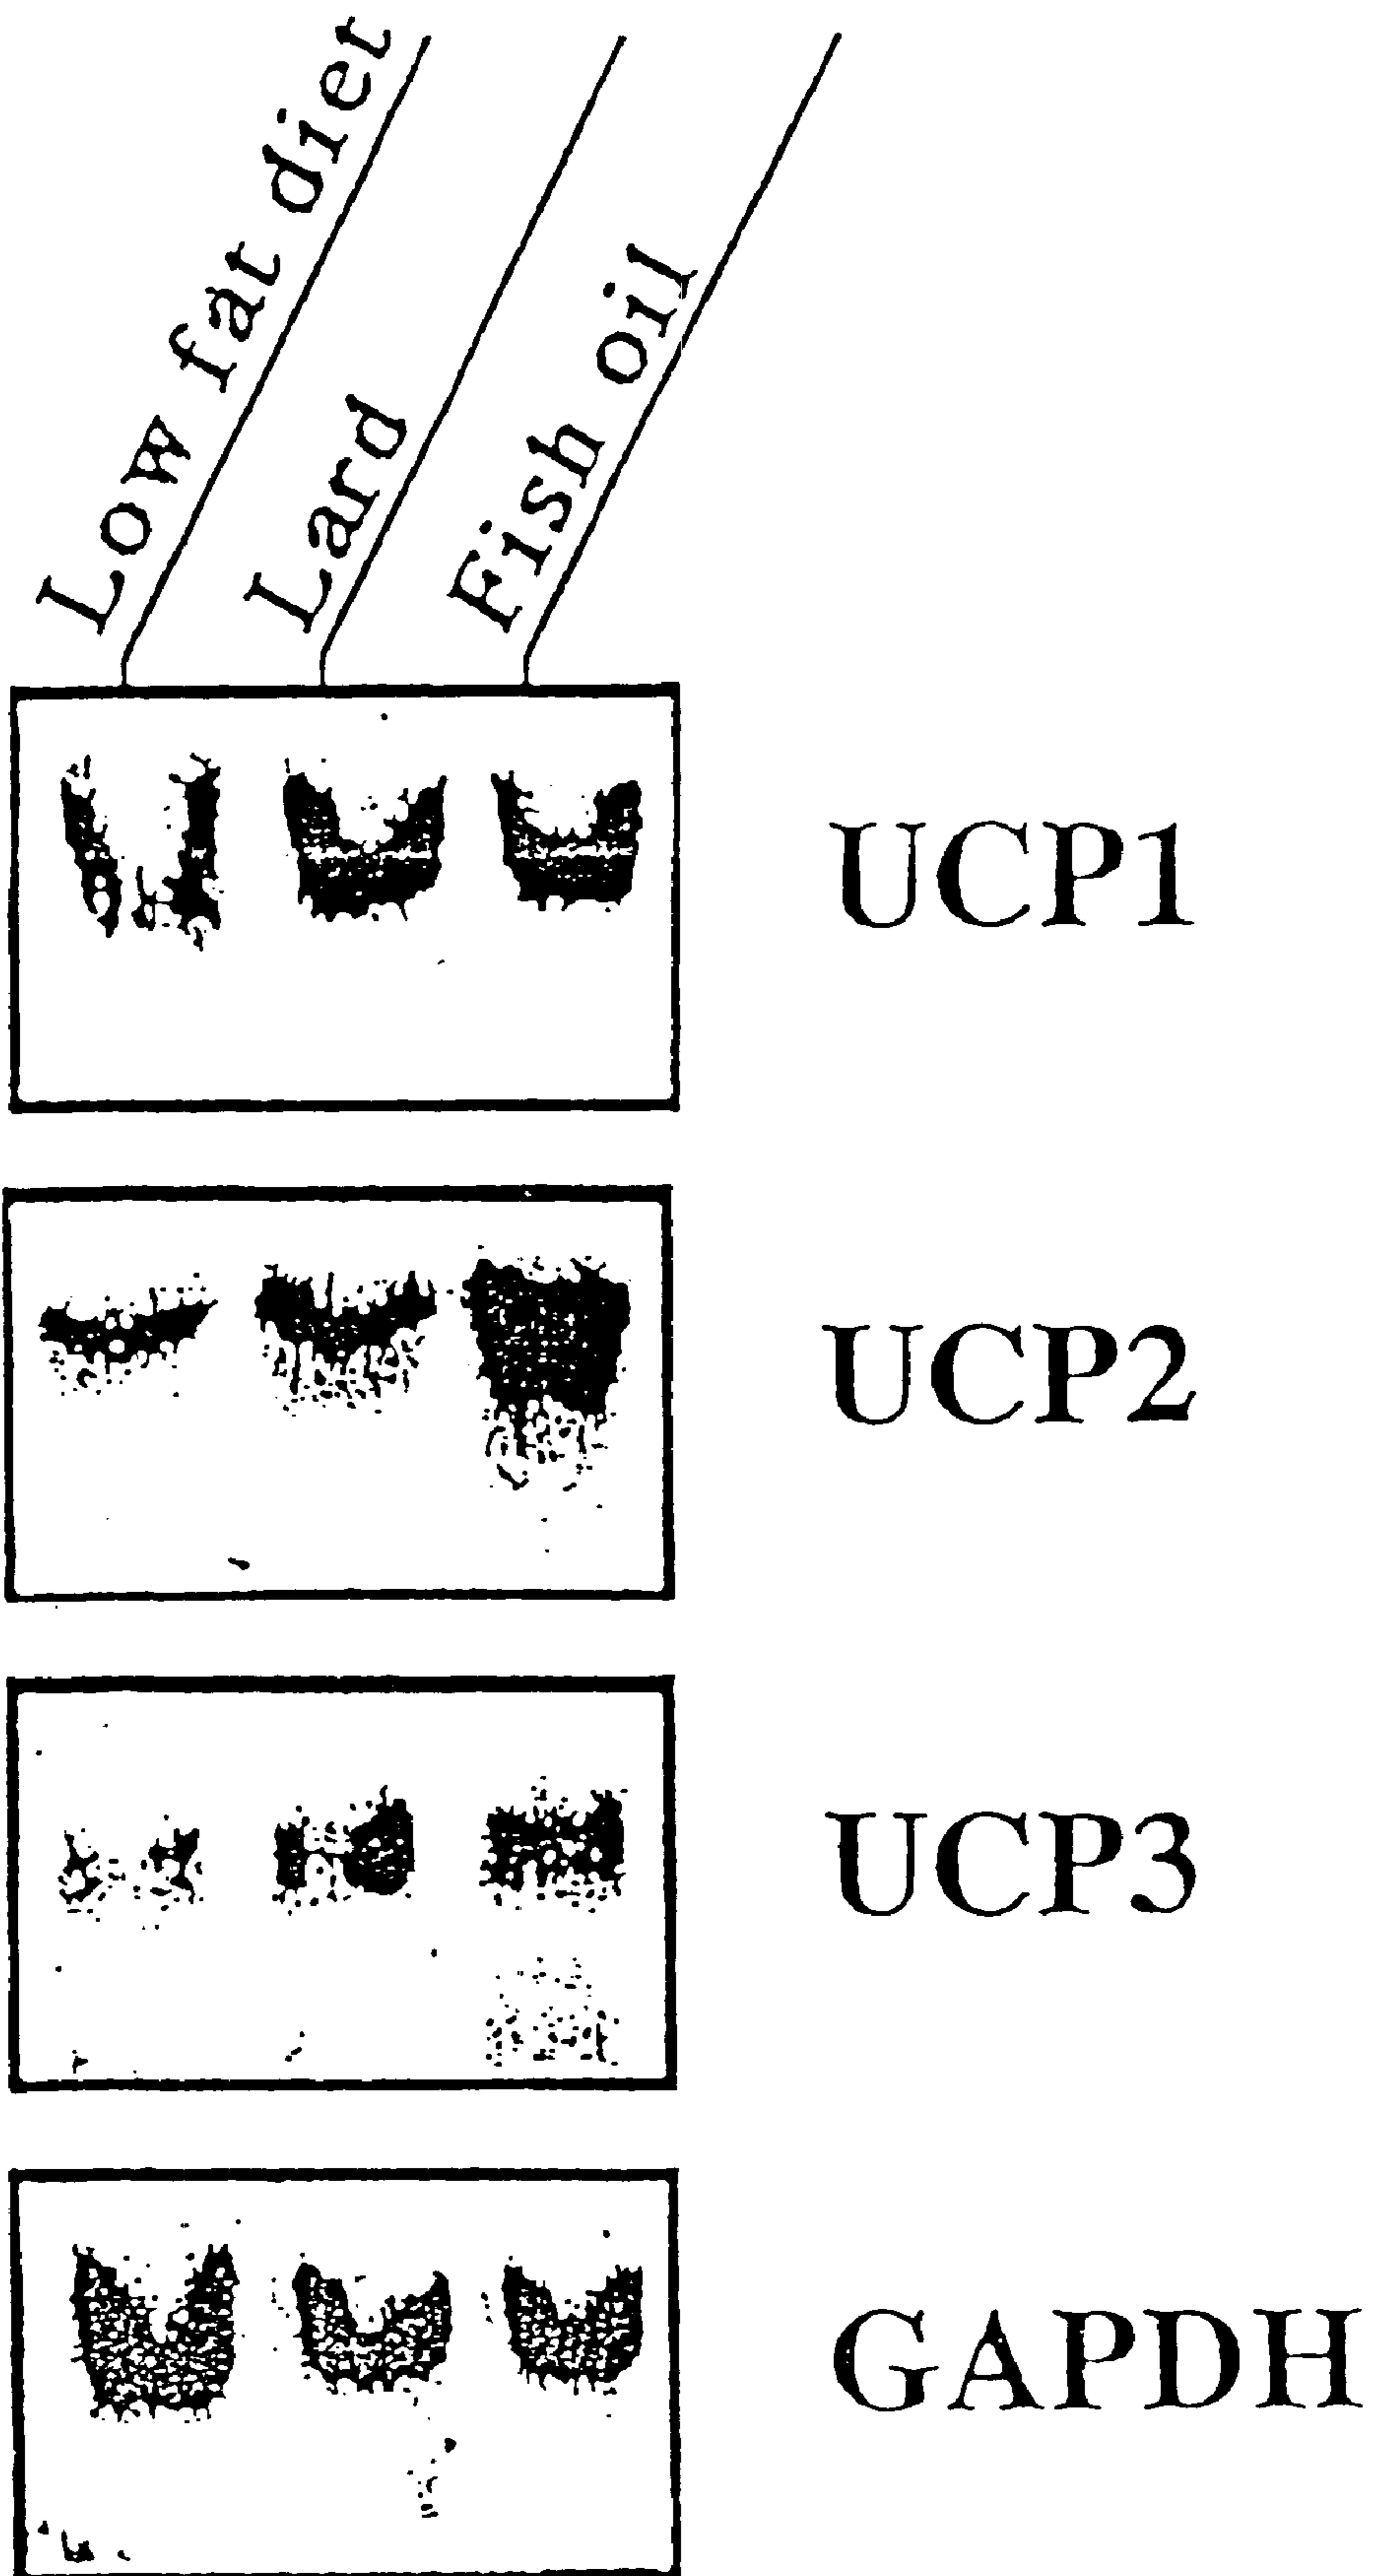 Low fat diet
Lard
Fish oil
UCP1
UCP2
UCP3
GAPDH